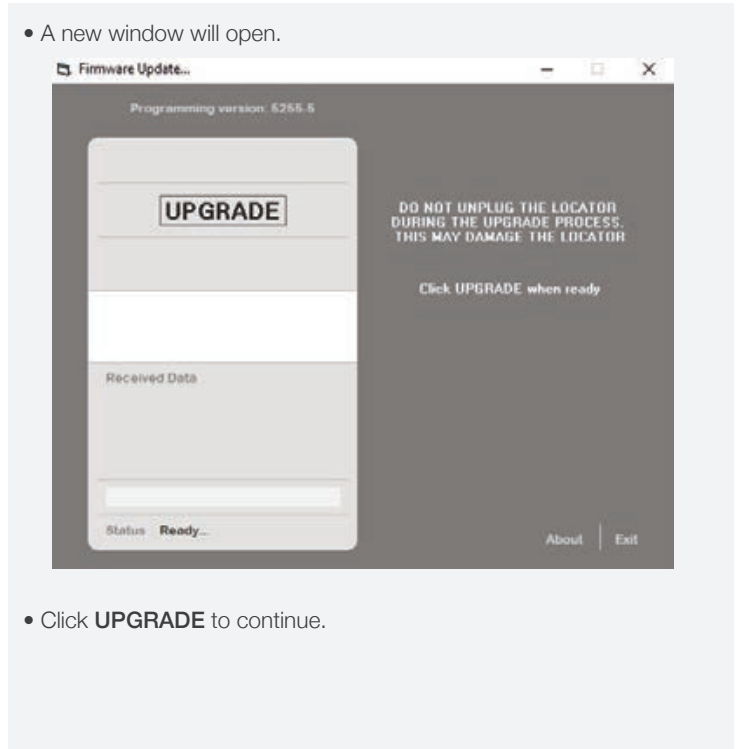 • A new window will open.
Firmware Update...
Programming version: 5255-5
UPGRADE
DO NOT UNPLUG THE LOCATOR
DURING THE UPGRADE PROCESS.
THIS MAY DAMAGE THE LOCATOR
Click UPGRADE when ready
Received Data
Status Ready...
About Exit
• Click UPGRADE to continue.